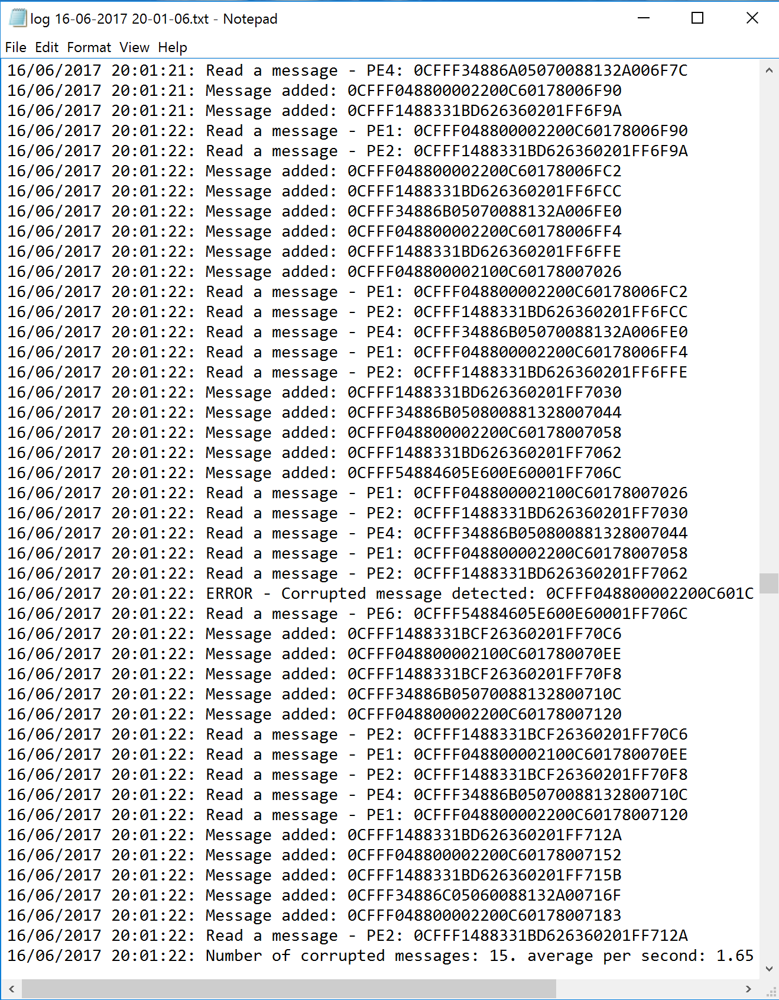 log 16-06-2017 20-01-06.txt - Notepad
File Edit Format View Help
16/06/2017 20:01:21: Read a message - PE4: 0CFFF34886A05070088132A006F7C
16/06/2017 20:01:21: Message added: 0CFFF048800002200C60178006F90
16/06/2017 20:01:21: Message added: 0CFFF1488331BD626360201FF6F9A
16/06/2017 20:01:22: Read a message - PE1: 0CFFF048800002200C60178006F90
16/06/2017 20:01:22: Read a message - PE2: 0CFFF1488331BD626360201FF6F9A
16/06/2017 20:01:22: Message added: 0CFFF048800002200C60178006FC2
16/06/2017 20:01:22: Message added: 0CFFF1488331BD626360201FF6FCC
16/06/2017 20:01:22: Message added: 0CFFF34886B05070088132A006FE0
16/06/2017 20:01:22: Message added: 0CFFF048800002200C60178006FF4
16/06/2017 20:01:22: Message added: 0CFFF1488331BD626360201FF6FFE
16/06/2017 20:01:22: Message added: 0CFFF048800002100C60178007026
16/06/2017 20:01:22: Read a message - PE1: 0CFFF048800002200C60178006FC2
16/06/2017 20:01:22: Read a message - PE2: 0CFFF1488331BD626360201FF6FCC
16/06/2017 20:01:22: Read a message - PE4: 0CFFF34886B05070088132A006FE0
16/06/2017 20:01:22: Read a message - PE1: 0CFFF048800002200C60178006FF4
16/06/2017 20:01:22: Read a message - PE2: 0CFFF1488331BD626360201FF6FFE
16/06/2017 20:01:22: Message added: 0CFFF1488331BD626360201FF7030
16/06/2017 20:01:22: Message added: 0CFFF34886B050800881328007044
16/06/2017 20:01:22: Message added: 0CFFF048800002200C60178007058
16/06/2017 20:01:22: Message added: 0CFFF1488331BD626360201FF7062
16/06/2017 20:01:22: Message added: 0CFFF54884605E600E60001FF706C
16/06/2017 20:01:22: Read a message - PE1: 0CFFF048800002100C60178007026
16/06/2017 20:01:22: Read a message - PE2: 0CFFF1488331BD626360201FF7030
16/06/2017 20:01:22: Read a message - PE4: 0CFFF34886B050800881328007044
16/06/2017 20:01:22: Read a message - PE1: 0CFFF048800002200C60178007058
16/06/2017 20:01:22: Read a message - PE2: 0CFFF1488331BD626360201FF7062
16/06/2017 20:01:22: ERROR - Corrupted message detected: 0CFFF048800002200C601C
16/06/2017 20:01:22: Read a message - PE6: 0CFFF54884605E600E60001FF706C
16/06/2017 20:01:22: Message added: 0CFFF1488331BCF26360201FF70C6
16/06/2017 20:01:22: Message added: 0CFFF048800002100C601780070EE
16/06/2017 20:01:22: Message added: 0CFFF1488331BCF26360201FF70F8
16/06/2017 20:01:22: Message added: 0CFFF34886B05070088132800710C
16/06/2017 20:01:22: Message added: 0CFFF048800002200C60178007120
16/06/2017 20:01:22: Read a message - PE2: 0CFFF1488331BCF26360201FF70C6
16/06/2017 20:01:22: Read a message - PE1: 0CFFF048800002100C601780070EE
16/06/2017 20:01:22: Read a message - PE2: 0CFFF1488331BCF26360201FF70F8
16/06/2017 20:01:22: Read a message - PE4: 0CFFF34886B05070088132800710C
16/06/2017 20:01:22: Read a message - PE1: 0CFFF048800002200C60178007120
16/06/2017 20:01:22: Message added: 0CFFF1488331BD626360201FF712A
16/06/2017 20:01:22: Message added: 0CFFF048800002200C60178007152
16/06/2017 20:01:22: Message added: 0CFFF1488331BD626360201FF715B
16/06/2017 20:01:22: Message added: 0CFFF34886C05060088132A00716F
16/06/2017 20:01:22: Message added: 0CFFF048800002200C60178007183
16/06/2017 20:01:22: Read a message - PE2: 0CFFF1488331BD626360201FF712A
16/06/2017 20:01:22: Number of corrupted messages: 15. average per second: 1.65